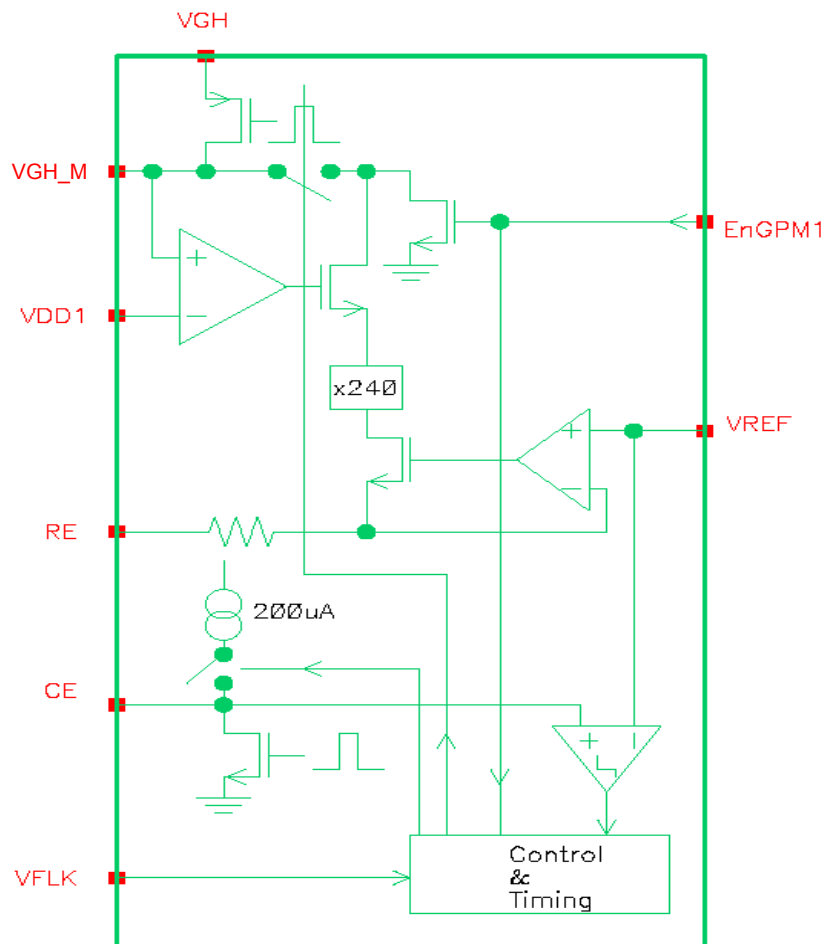 VGH
VGH_M
EnGPM1
VDD1
x240
VREF
RE
200uA
CE
Control
&
Timing
VFLK